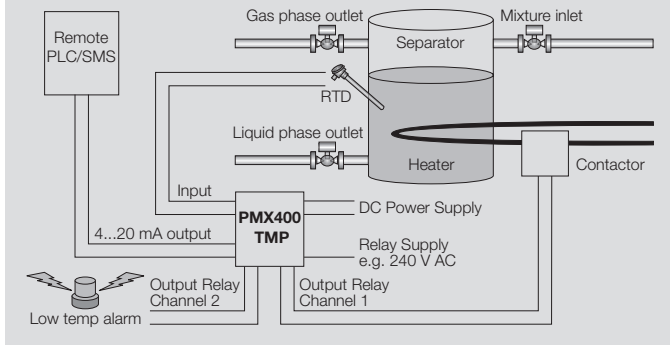 Gas phase outlet
Mixture inlet
Remote
PLC/SMS
Separator
RTD
Liquid phase outlet
Heater
Contactor
Input
PMX400
TMP
DC Power Supply
4...20 mA output
Relay Supply
e.g. 240 V AC
Output Relay
Channel 2
Output Relay
Channel 1
Low temp alarm